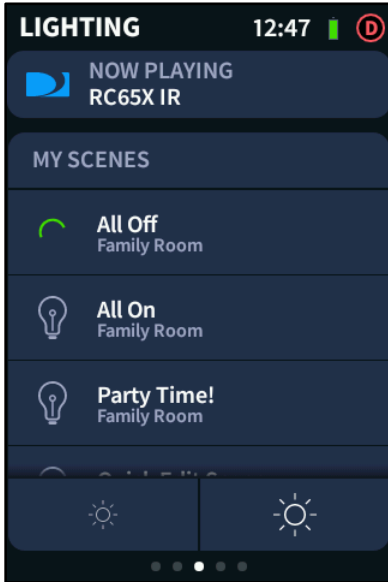 LIGHTING 12:47 D
NOW PLAYING
RC65X IR
MY SCENES
All Off
Family Room
All On
Family Room
Party Time!
Family Room